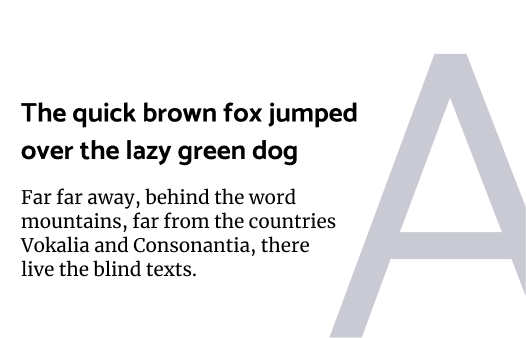 The quick brown fox jumped
over the lazy green dog
Far far away, behind the word
mountains, far from the countries
Vokalia and Consonantia, there
live the blind texts.
A